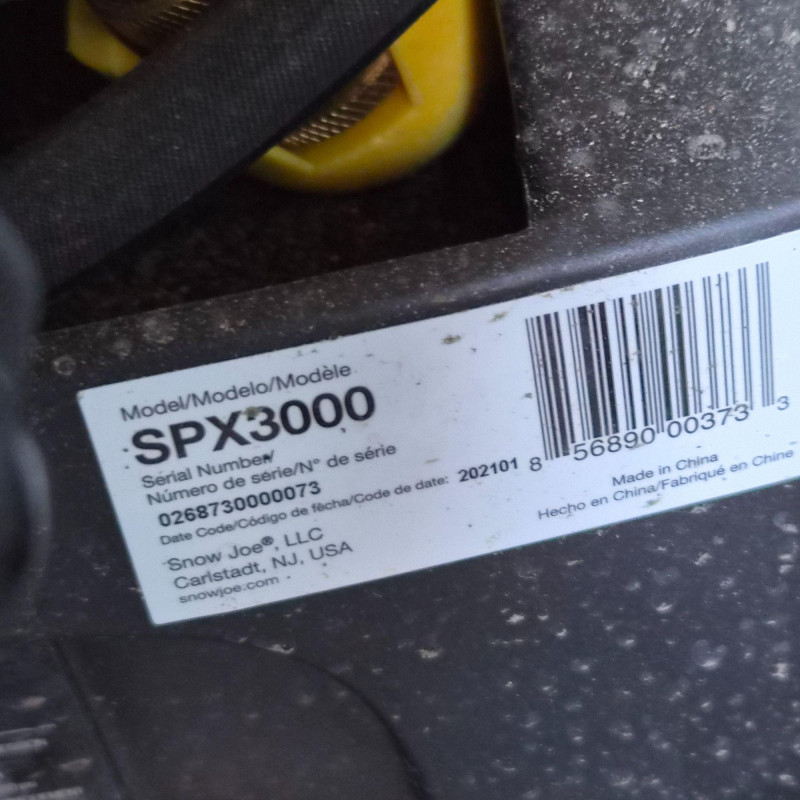 Model/Modelo/Modèle
SPX3000
Serial Number/
Número de série/N° de série
0268730000073
Date Code/Código de fêcha/Code de date: 202101
Snow Joe®, LLC
Carlstadt, NJ, USA
snowjoe.com
8 56890 00373 3
Made in China
Hecho en China/Fabriqué en Chine